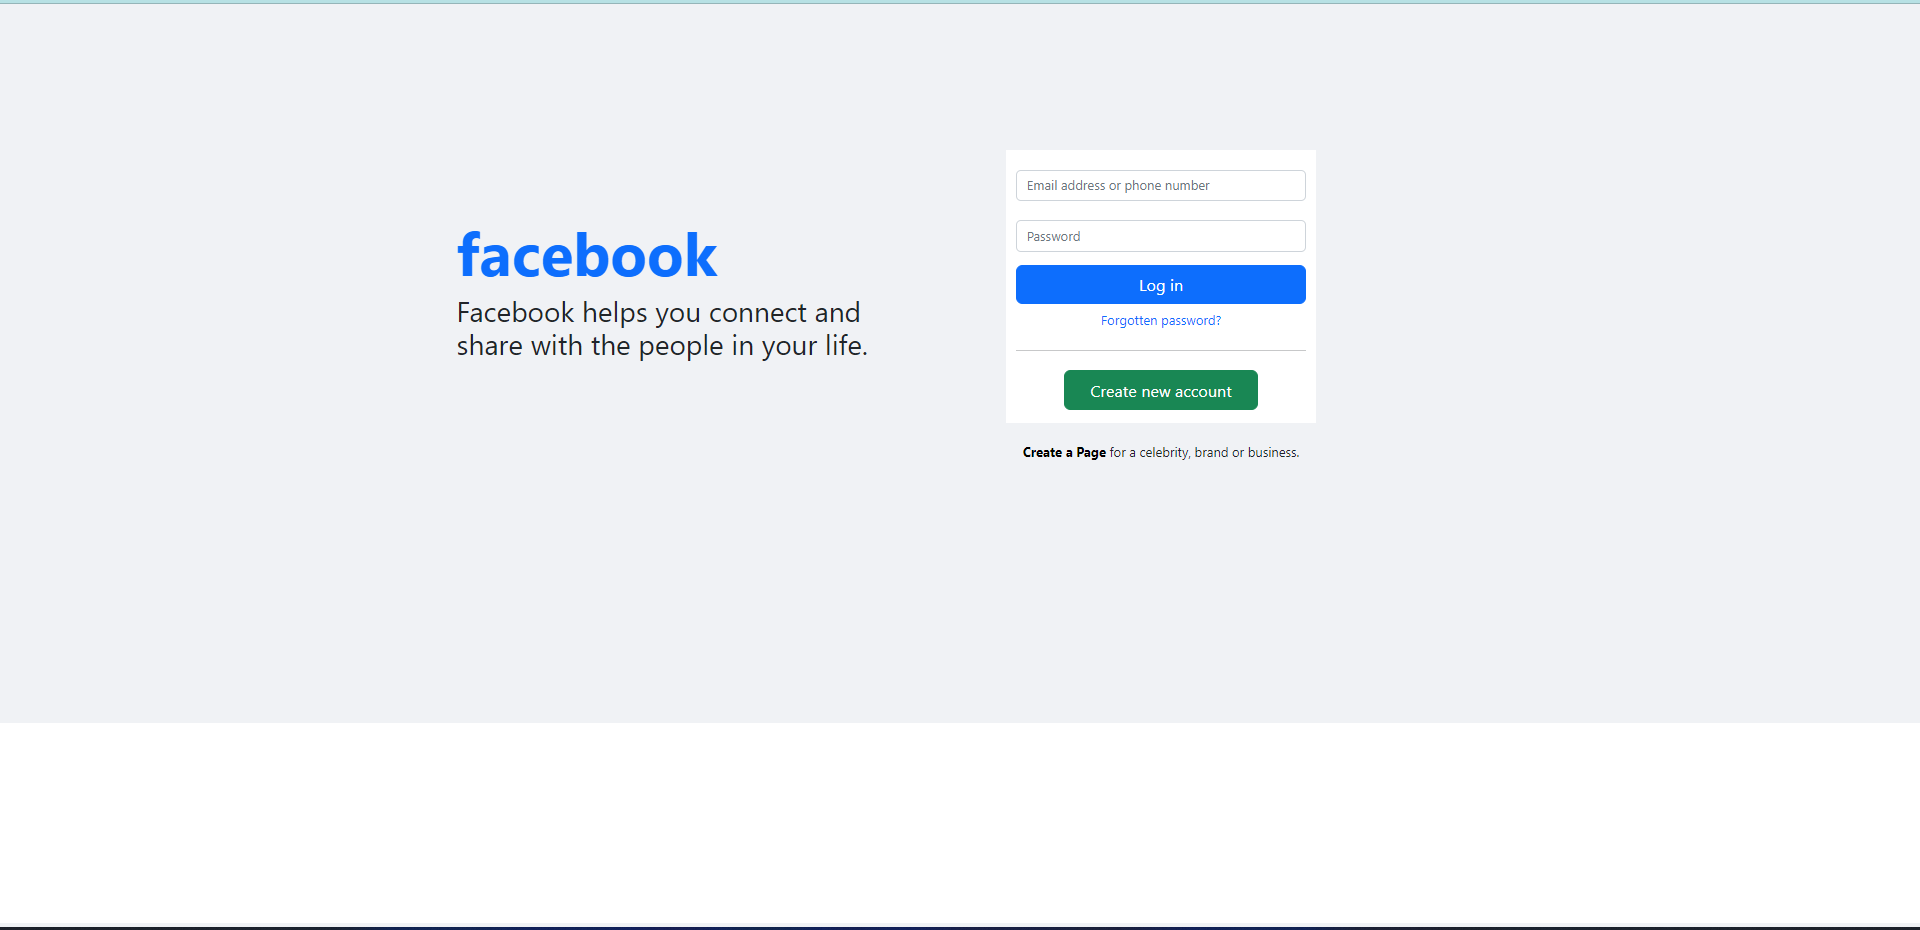 facebook
Facebook helps you connect and
share with the people in your life.
Email address or phone number
Password
Log in
Forgotten password?
Create new account
Create a Page for a celebrity, brand or business.